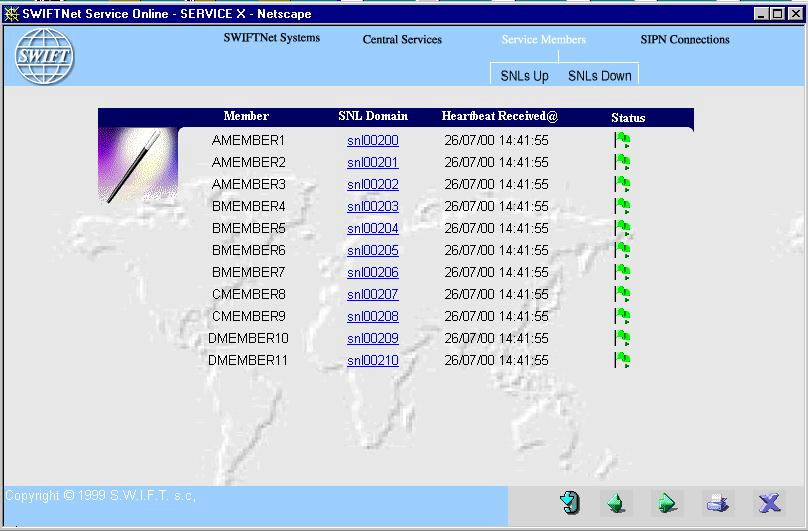 SWIFTNet Service Online - SERVICE X - Netscape
SWIFT SWIFTNet Systems Central Services Service Members SIPN Connections
SNLs Up SNLs Down
Member SNL Domain Heartbeat Received@ Status
AMEMBER1 snl00200 26/07/00 14:41:55
AMEMBER2 snl00201 26/07/00 14:41:55
AMEMBER3 snl00202 26/07/00 14:41:55
BMEMBER4 snl00203 26/07/00 14:41:55
BMEMBER5 snl00204 26/07/00 14:41:55
BMEMBER6 snl00205 26/07/00 14:41:55
BMEMBER7 snl00206 26/07/00 14:41:55
CMEMBER8 snl00207 26/07/00 14:41:55
CMEMBER9 snl00208 26/07/00 14:41:55
DMEMBER10 snl00209 26/07/00 14:41:55
DMEMBER11 snl00210 26/07/00 14:41:55
Copyright © 1999 S.W.I.F.T. s.c,